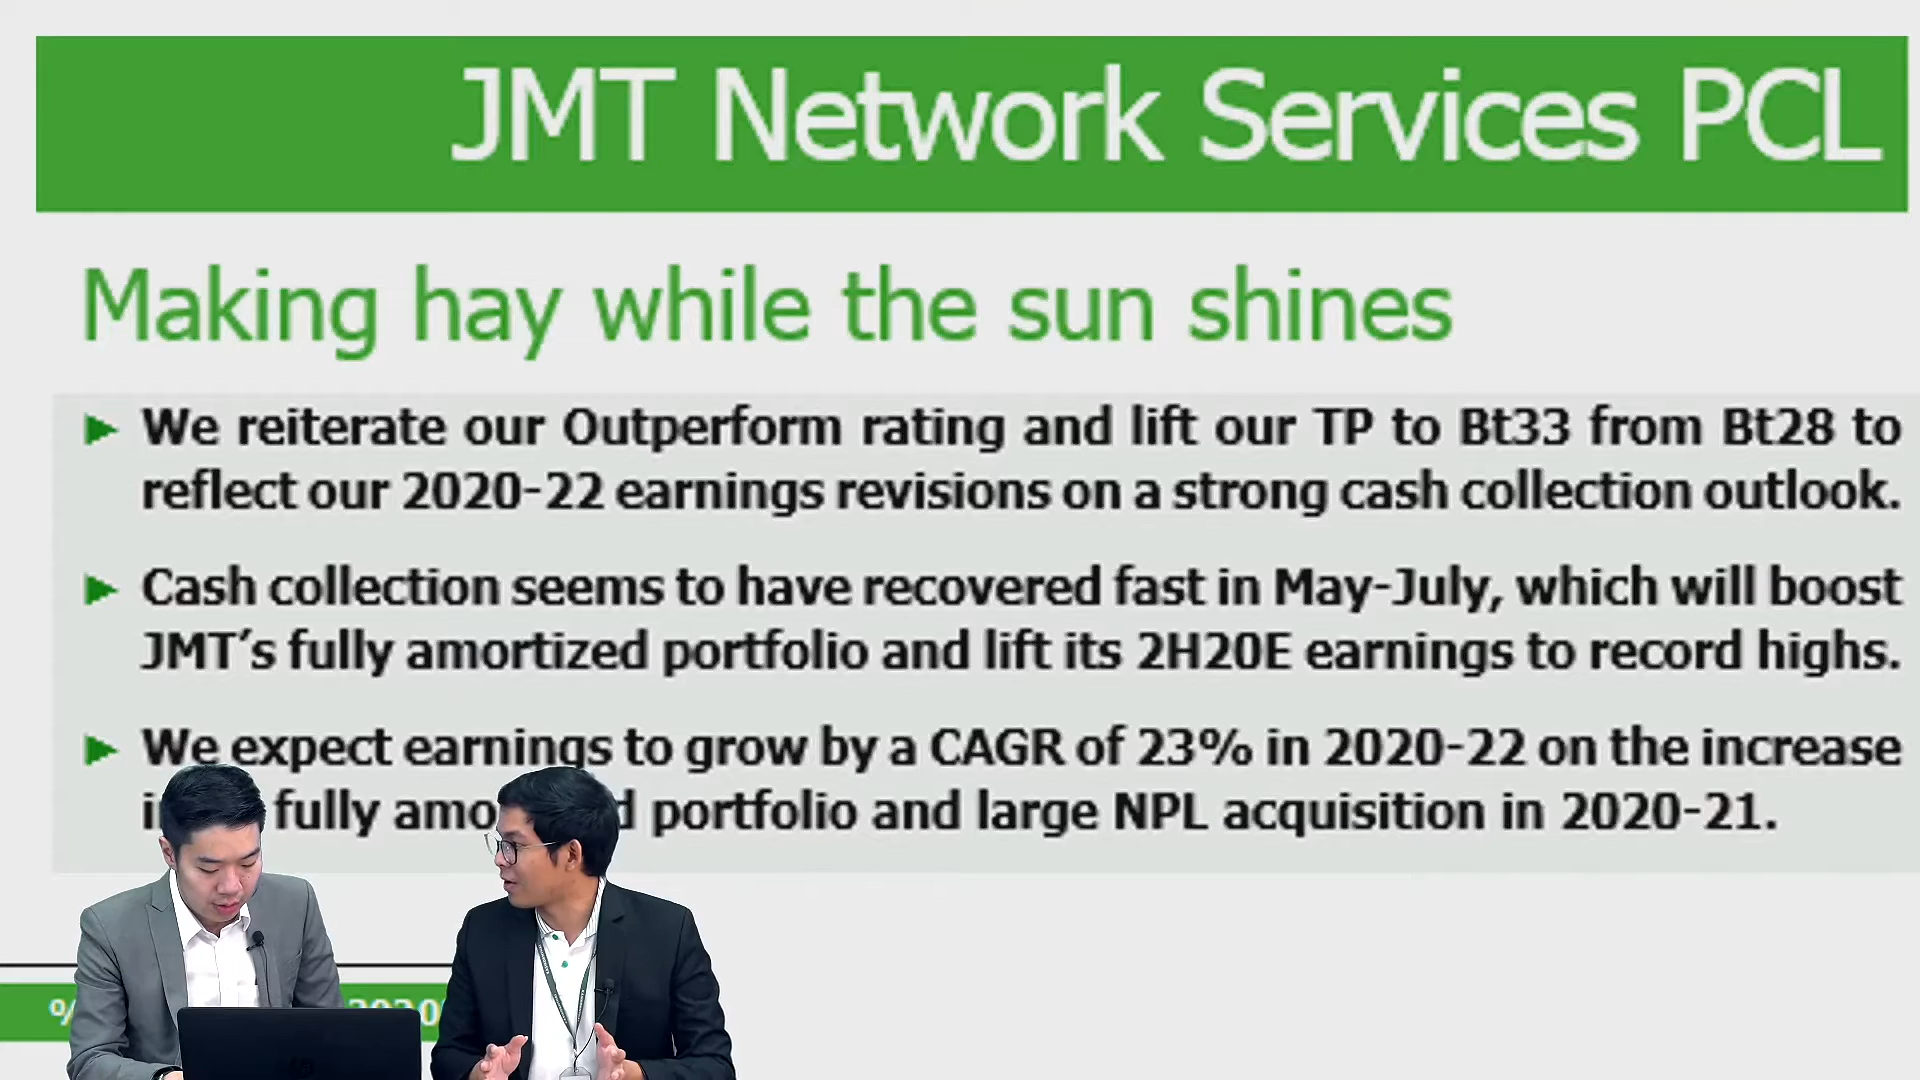 JMT Network Services PCL
Making hay while the sun shines
We reiterate our Outperform rating and lift our TP to Bt33 from Bt28 to
reflect our 2020-22 earnings revisions on a strong cash collection outlook.
Cash collection seems to have recovered fast in May-July, which will boost
JMT’s fully amortized portfolio and lift its 2H20E earnings to record highs.
We expect earnings to grow by a CAGR of 23% in 2020-22 on the increase
fully portfolio and large NPL acquisition in 2020-21.
%